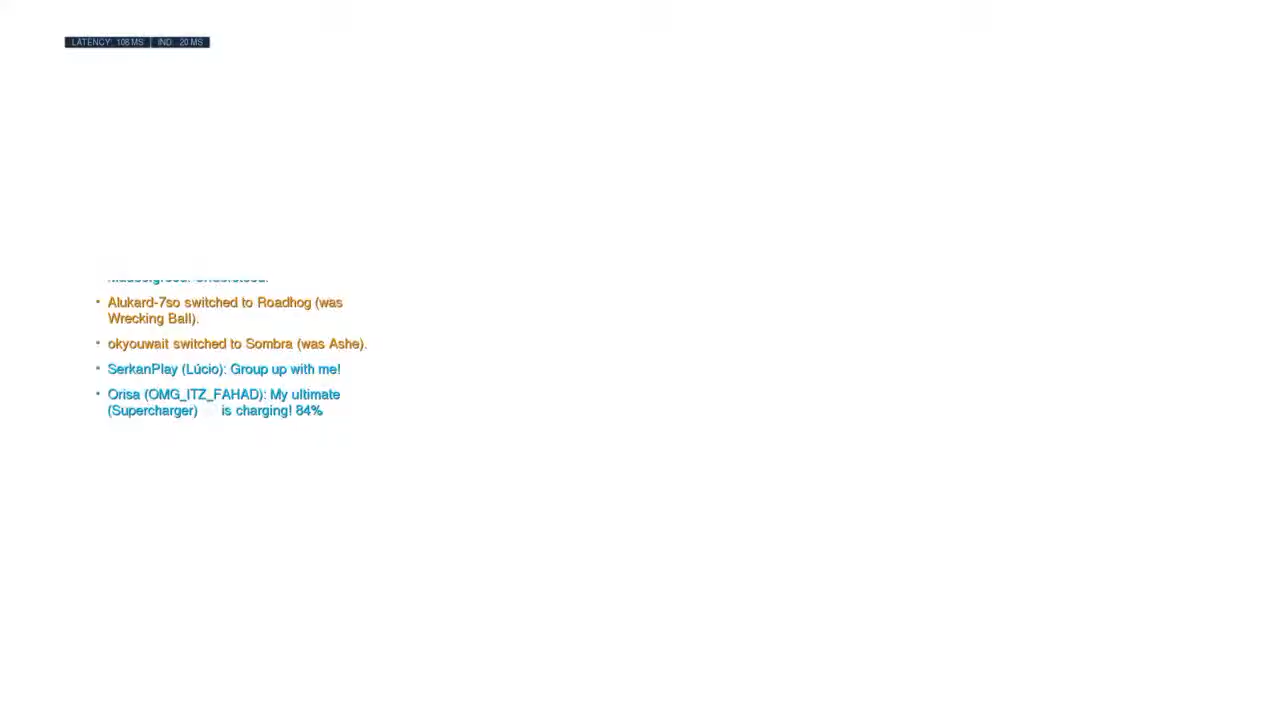 LATENCY: 106 MS | IND: 20 MS
Understood.
• Alukard-7so switched to Roadhog (was
Wrecking Ball).
• okyouwait switched to Sombra (was Ashe).
• SerkanPlay (Lúcio): Group up with me!
• Orisa (OMG_ITZ_FAHAD): My ultimate
(Supercharger) is charging! 84%